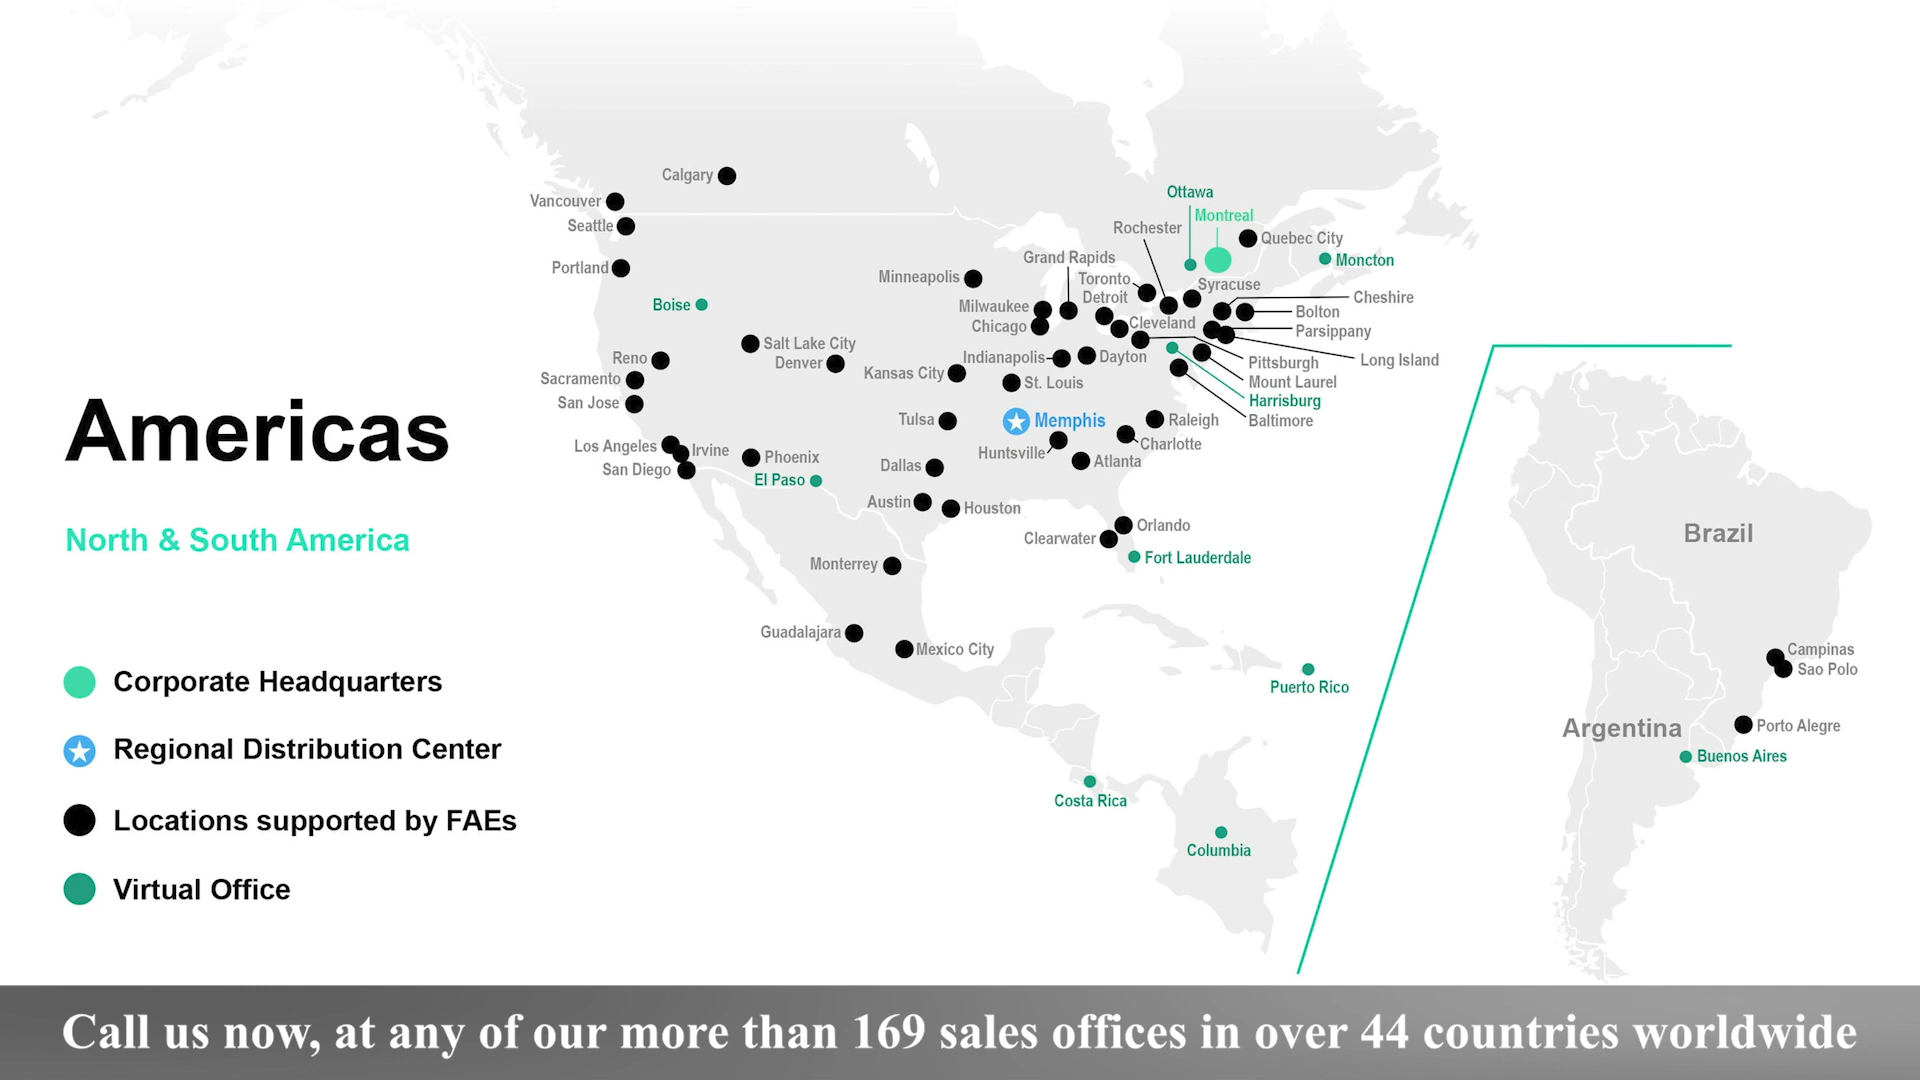 Americas
North & South America
Corporate Headquarters
Regional Distribution Center
Locations supported by FAEs
Virtual Office
Calgary
Vancouver
Seattle
Portland
Boise
Salt Lake City
Denver
Reno
Sacramento
San Jose
Los Angeles
Irvine
San Diego
Phoenix
El Paso
Minneapolis
Milwaukee
Chicago
Grand Rapids
Toronto
Detroit
Rochester
Ottawa
Montreal
Quebec City
Moncton
Syracuse
Cheshire
Bolton
Parsippany
Long Island
Cleveland
Pittsburgh
Mount Laurel
Harrisburg
Baltimore
Indianapolis
Dayton
Kansas City
St. Louis
Tulsa
Memphis
Raleigh
Charlotte
Huntsville
Atlanta
Dallas
Austin
Houston
Orlando
Clearwater
Fort Lauderdale
Monterrey
Guadalajara
Mexico City
Puerto Rico
Costa Rica
Columbia
Brazil
Campinas
Sao Polo
Argentina
Porto Alegre
Buenos Aires
Call us now, at any of our more than 169 sales offices in over 44 countries worldwide